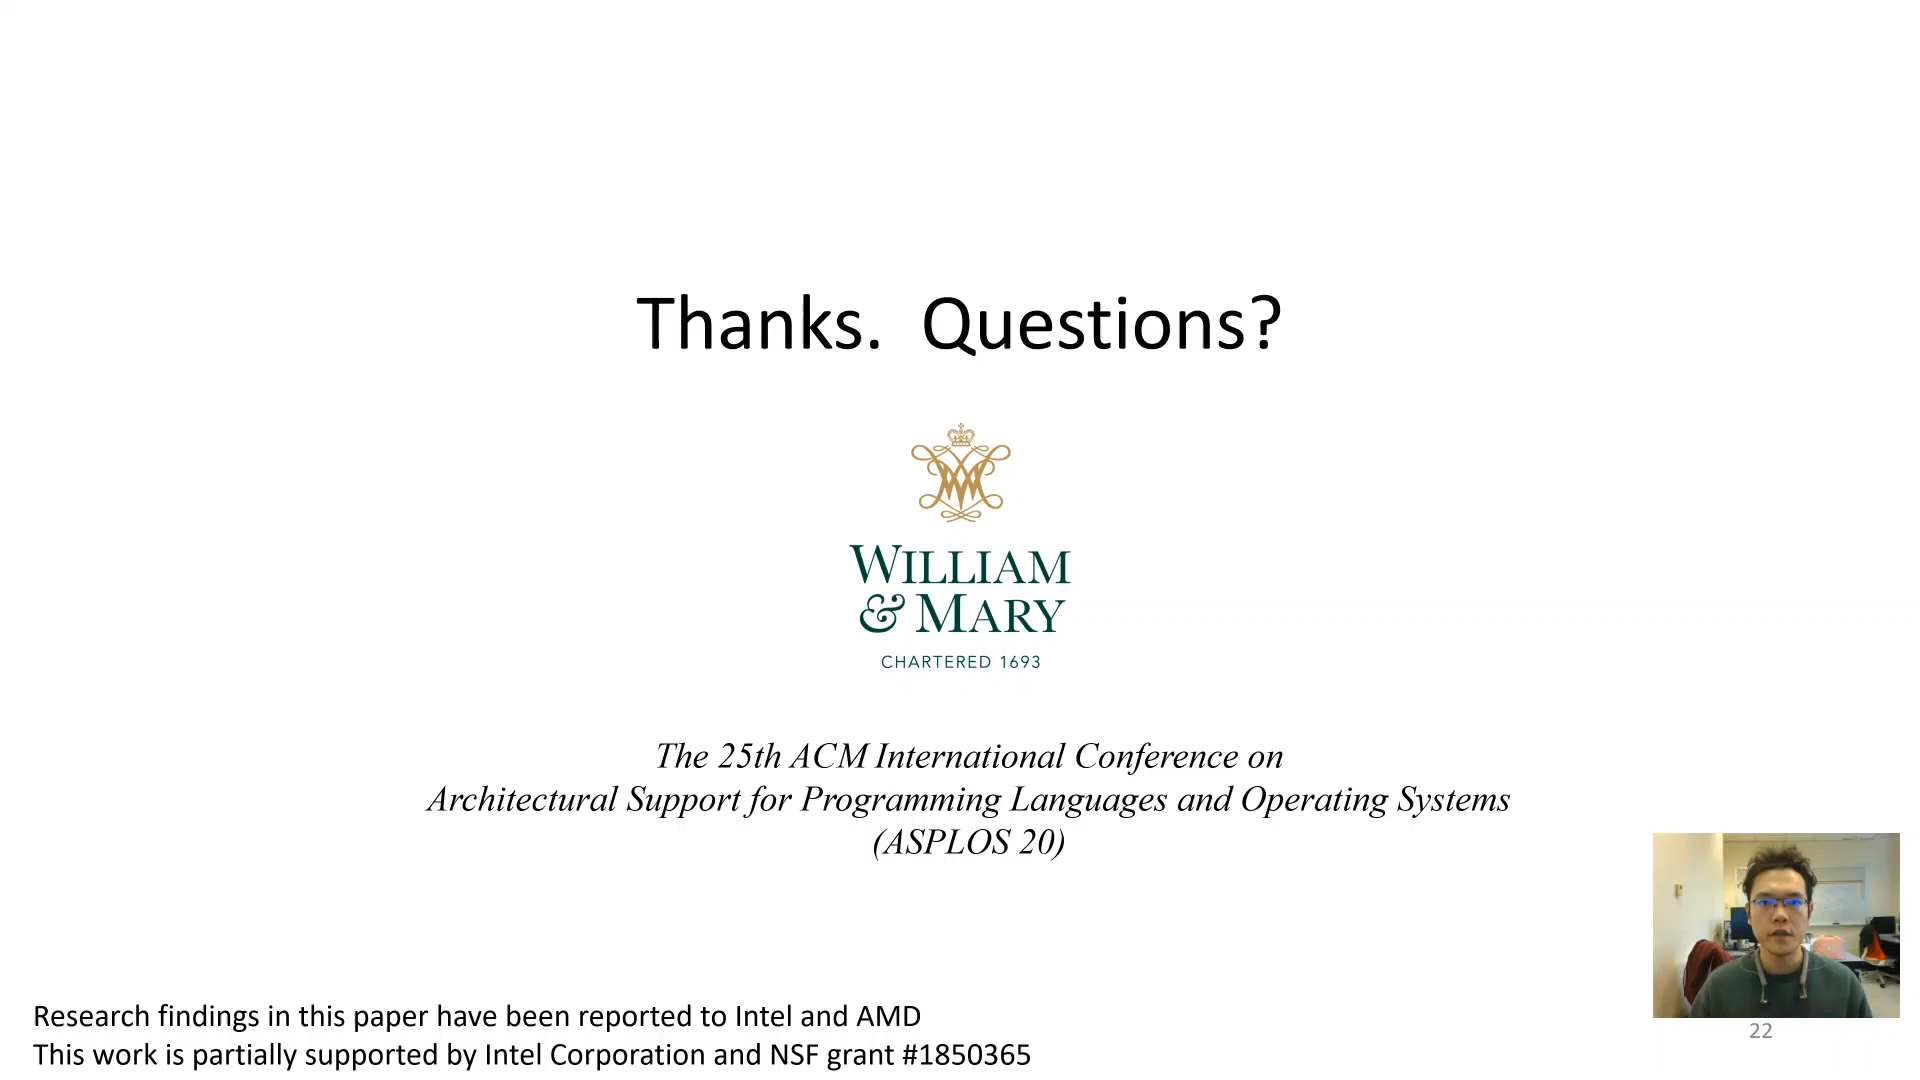 Thanks.  Questions?
WILLIAM
& MARY
CHARTERED 1693
The 25th ACM International Conference on
Architectural Support for Programming Languages and Operating Systems
(ASPLOS 20)
Research findings in this paper have been reported to Intel and AMD
This work is partially supported by Intel Corporation and NSF grant #1850365
22